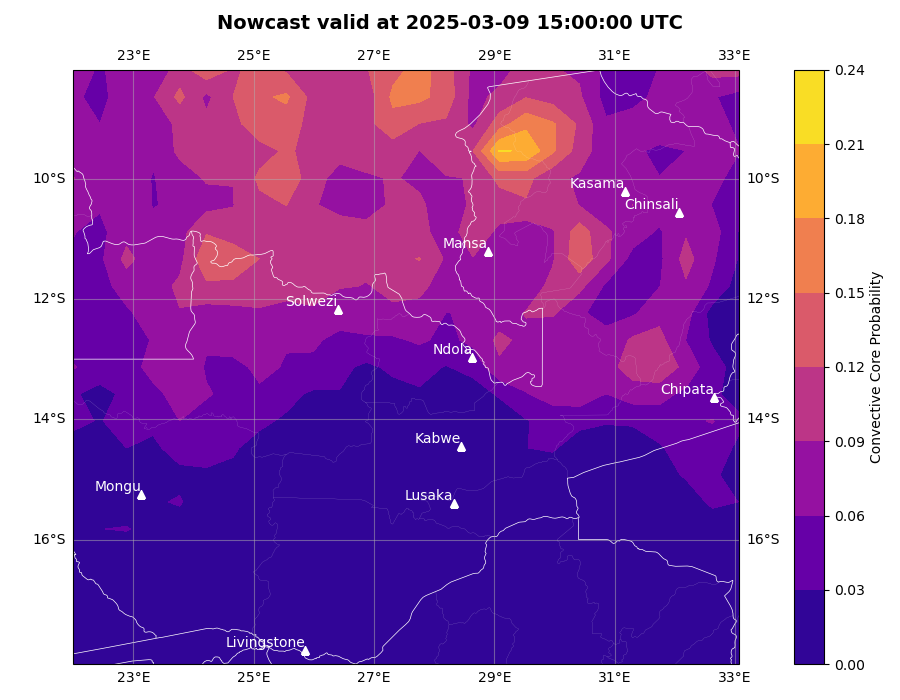 Nowcast valid at 2025-03-09 15:00:00 UTC
23°E 25°E 27°E 29°E 31°E 33°E
0.24
0.21
0.18
0.15
0.12
0.09
0.06
0.03
0.00
Convective Core Probability
10°S 10°S
12°S 12°S
14°S 14°S
16°S 16°S
Kasama
Chinsali
Mansa
Solwezi
Ndola
Chipata
Kabwe
Mongu
Lusaka
Livingstone
23°E 25°E 27°E 29°E 31°E 33°E